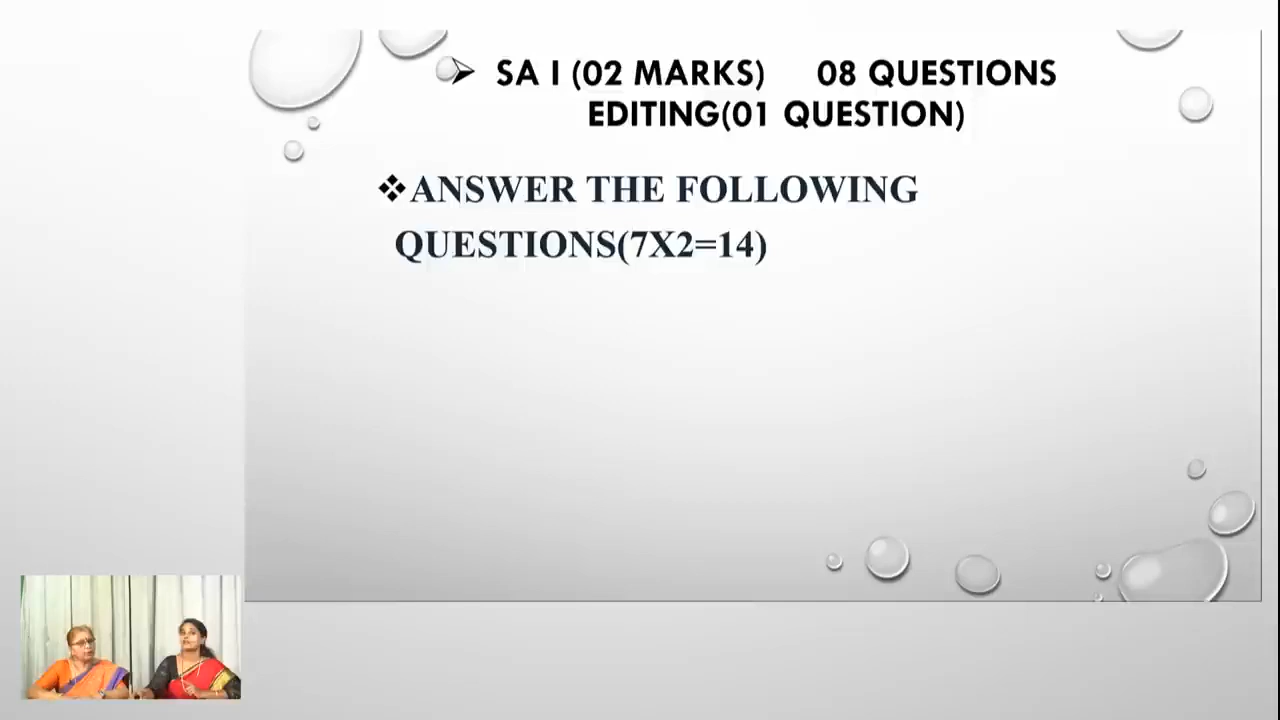 SA I (02 MARKS) 08 QUESTIONS
EDITING(01 QUESTION)
ANSWER THE FOLLOWING
QUESTIONS(7X2=14)